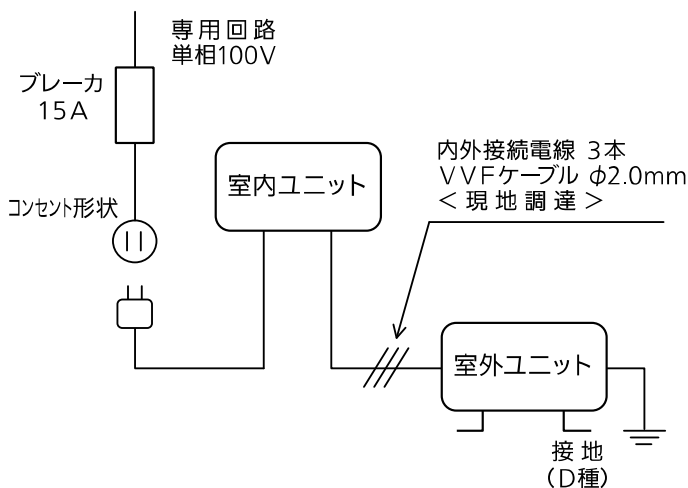 専用回路
単相100V
ブレーカ
15A
コンセント形状
室内ユニット
内外接続電線 3本
VVFケーブル φ2.0mm
<現地調達>
室外ユニット
接地
(D種)